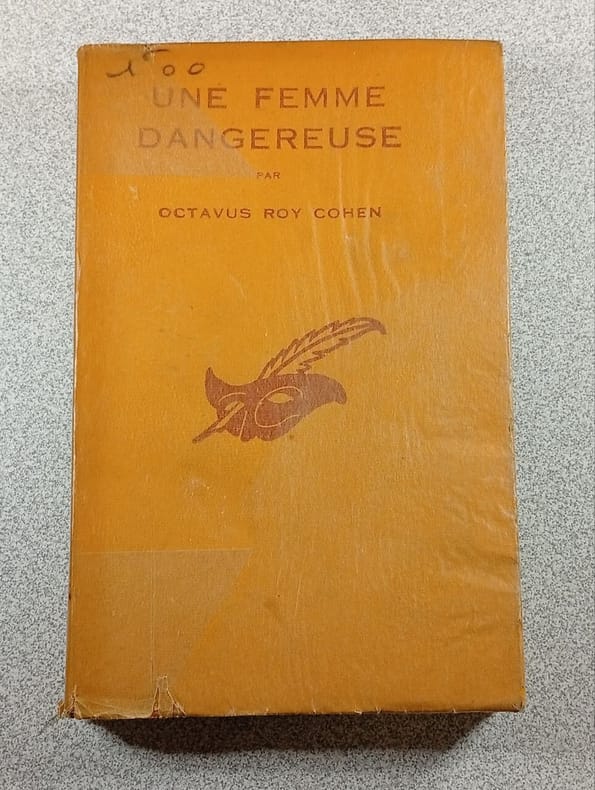 1 00
UNE FEMME
DANGEREUSE
PAR
OCTAVUS ROY COHEN